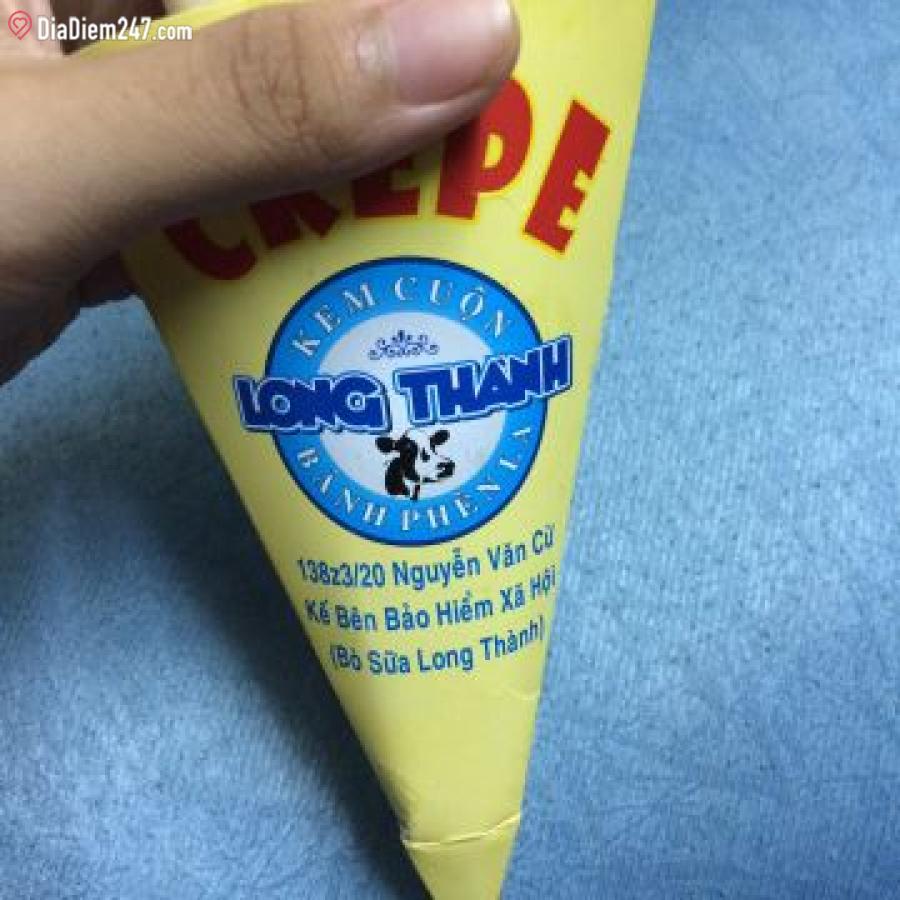 DiaDiem247.com
CREPE
KEM CUỘN
LONG THÀNH
BÁNH PHÊN LA
138z3/20 Nguyễn Văn Cừ
Kế Bên Bảo Hiểm Xã Hội
(Bò Sữa Long Thành)